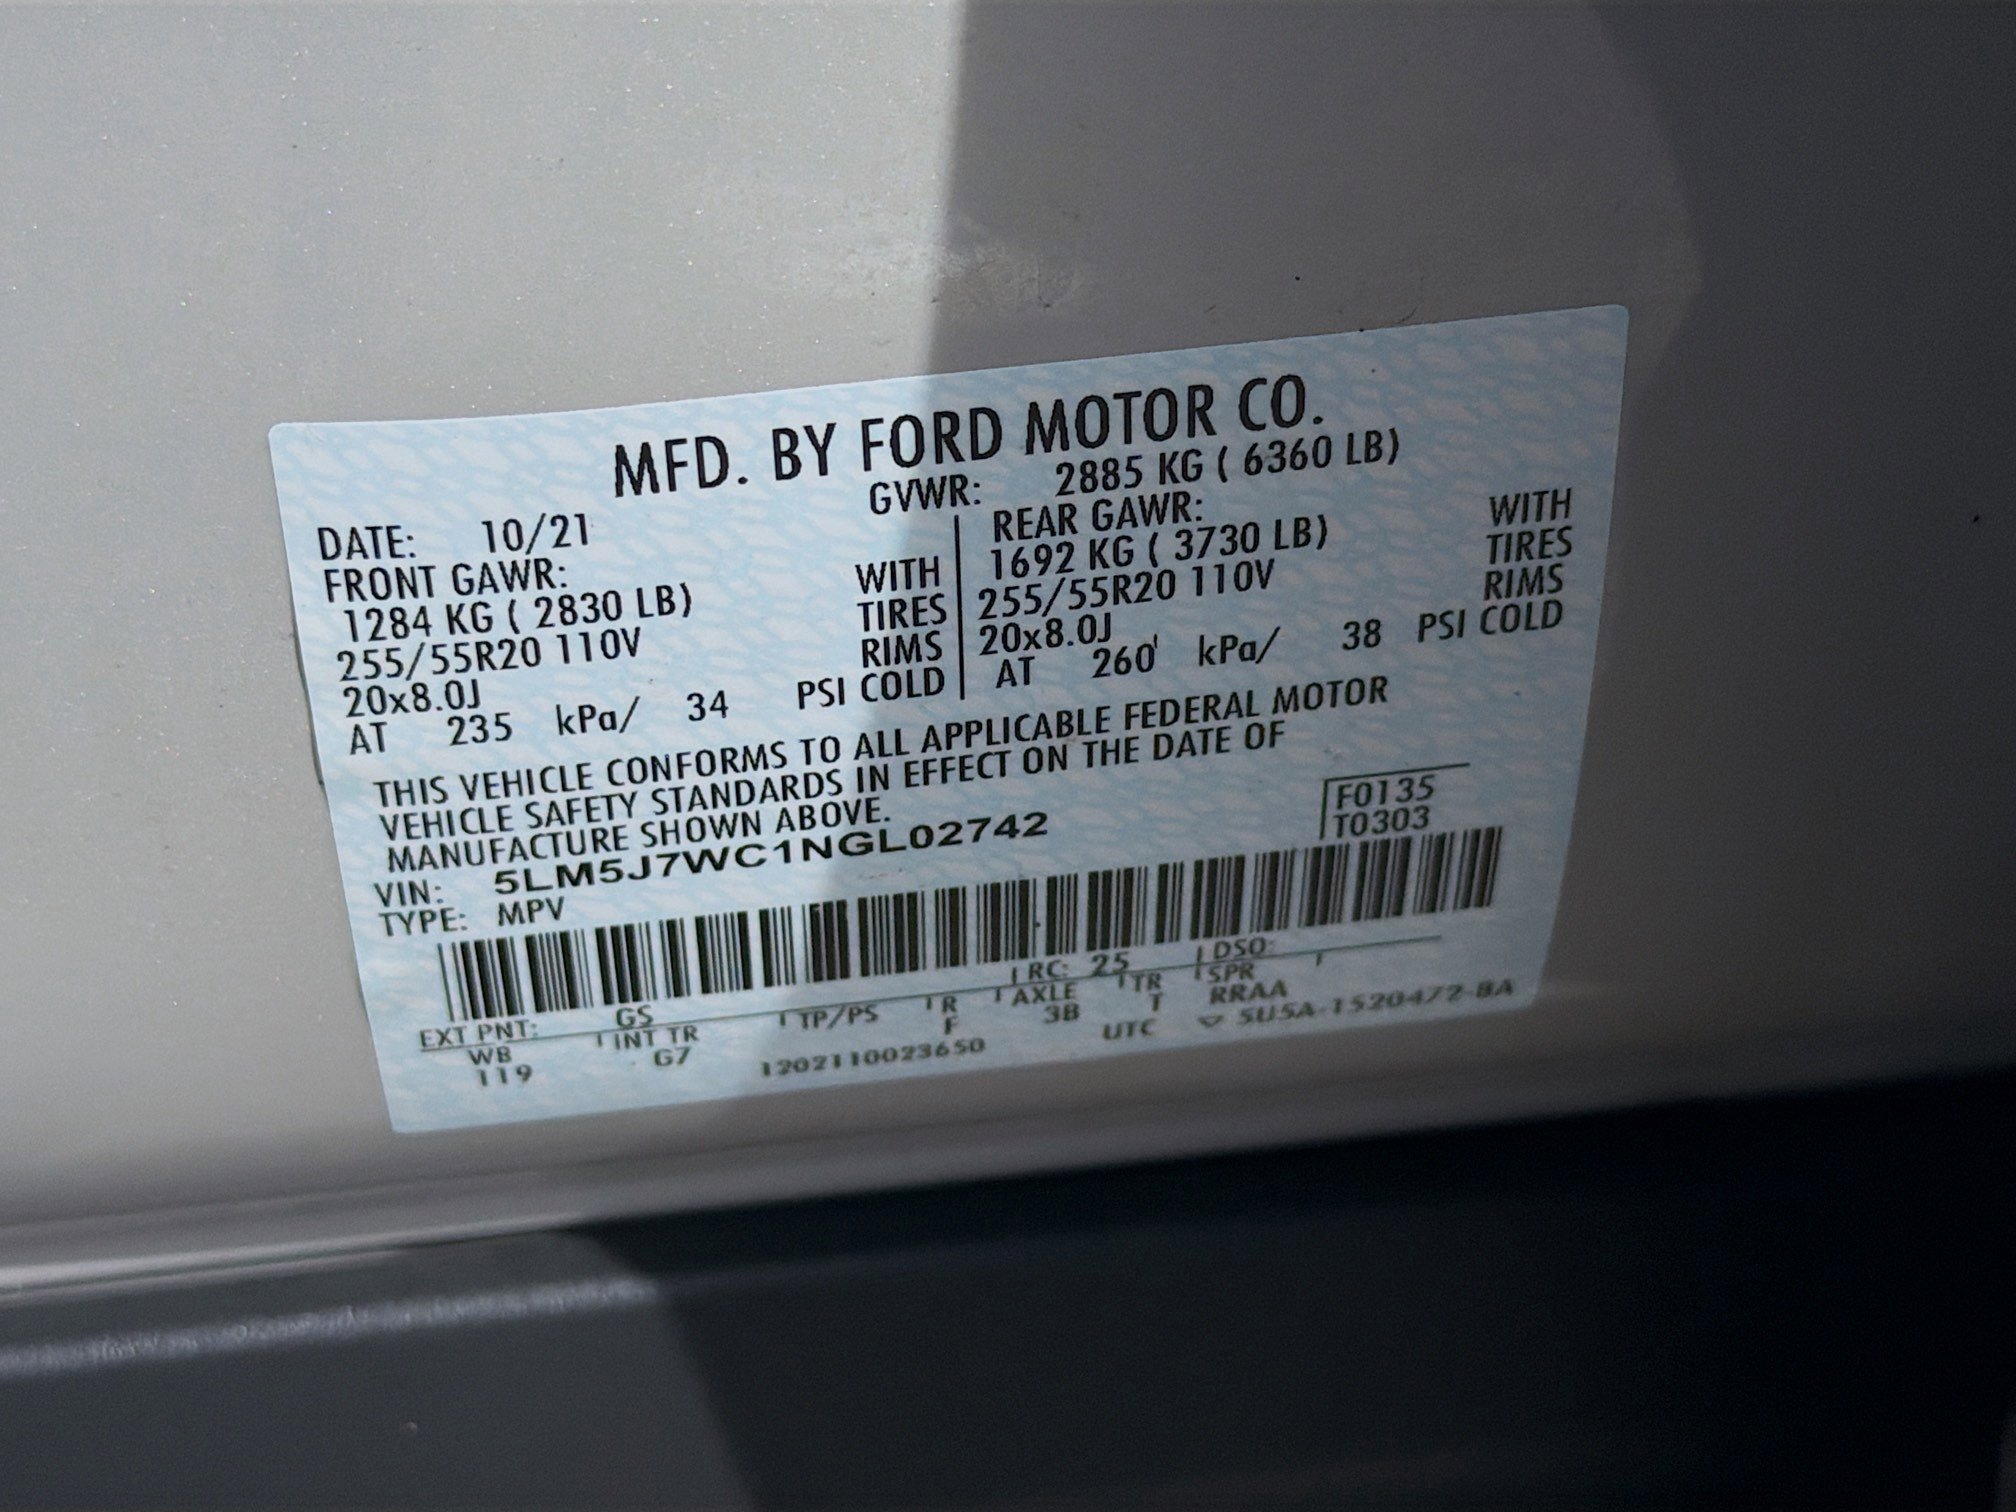 MFD. BY FORD MOTOR CO.
DATE: 10/21 GVWR: 2885 KG ( 6360 LB)
FRONT GAWR:
1284 KG ( 2830 LB) WITH
255/55R20 110V TIRES
20x8.0J RIMS
AT 235 kPa/ 34 PSI COLD
REAR GAWR:
1692 KG ( 3730 LB) WITH
255/55R20 110V TIRES
20x8.0J RIMS
AT 260 kPa/ 38 PSI COLD
THIS VEHICLE CONFORMS TO ALL APPLICABLE FEDERAL MOTOR
VEHICLE SAFETY STANDARDS IN EFFECT ON THE DATE OF
MANUFACTURE SHOWN ABOVE.
VIN: 5LM5J7WC1NGL02742
TYPE: MPV
F0135
T0303
EXT PNT: GS RC: 25 DSO:
WB INT TR TP/PS R AXLE TR SPR
119 G7 F 3B T RRAA
1202110023650 UTC 5U5A-1520472-BA